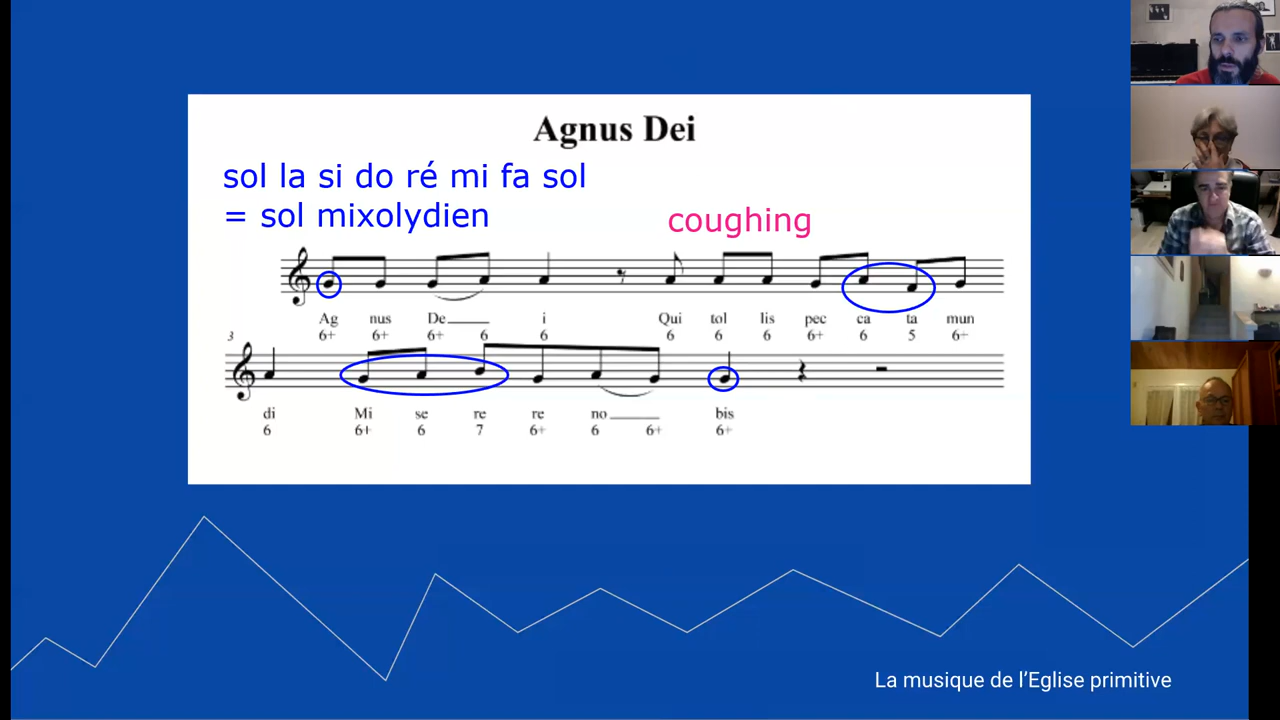 Agnus Dei
sol la si do ré mi fa sol
= sol mixolydien
coughing
Ag nus De____ i Qui tol lis pec ca ta mun
6+ 6+ 6+ 6 6 6 6 6 6+ 6 5 6+
3
di Mi se re re no____ bis
6 6+ 6 7 6+ 6 6+ 6+
La musique de l’Eglise primitive